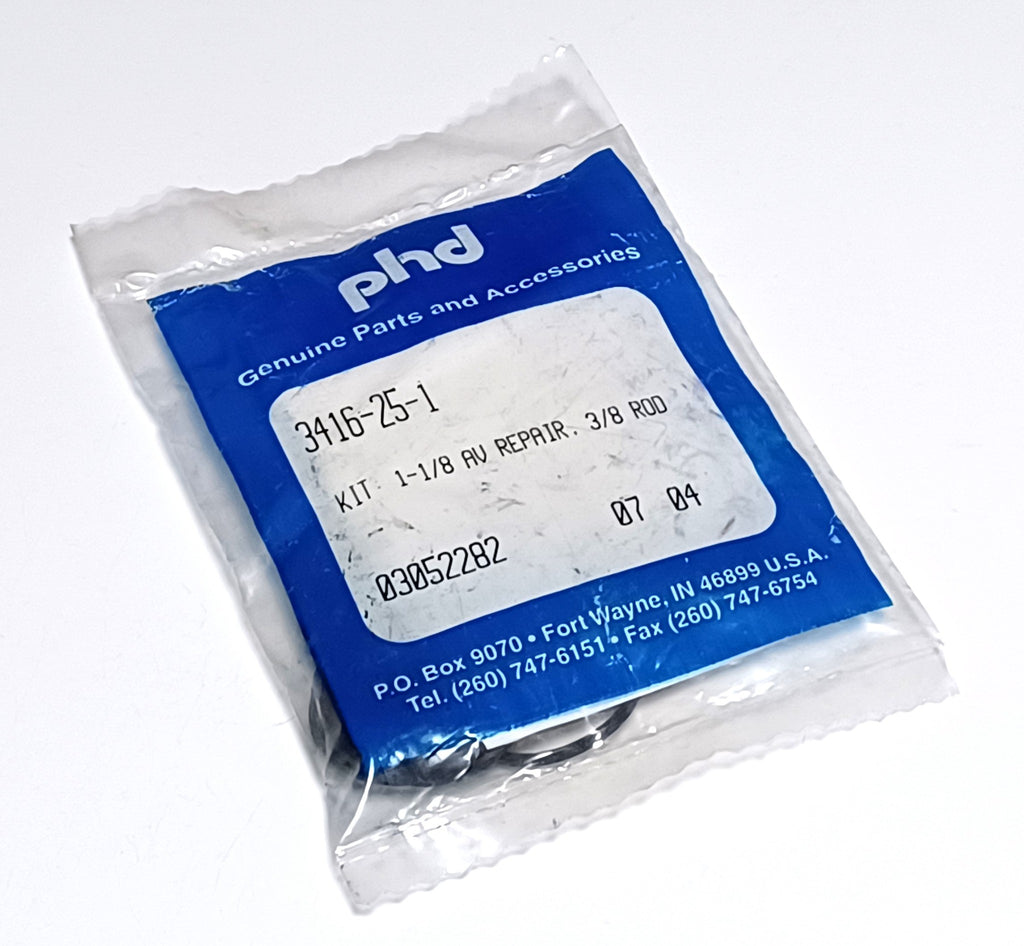 phd
Genuine Parts and Accessories
3416-25-1
KIT: 1-1/8 AV REPAIR. 3/8 ROD
03052282 07 04
P.O. Box 9070 • Fort Wayne, IN 46899 U.S.A.
Tel. (260) 747-6151 • Fax (260) 747-6754